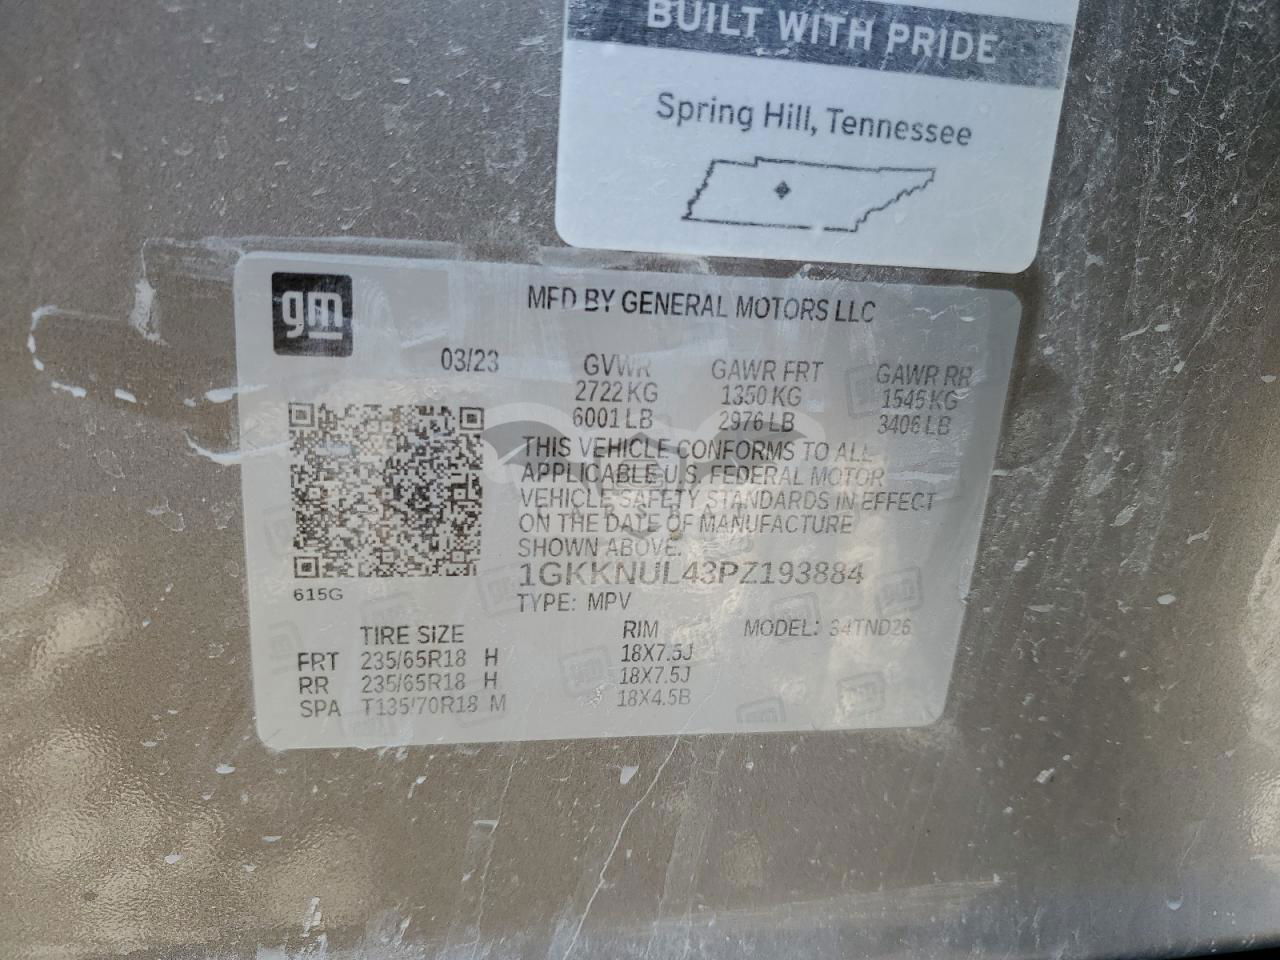 BUILT WITH PRIDE
Spring Hill, Tennessee
gm
MFD BY GENERAL MOTORS LLC
03/23 GVWR GAWR FRT GAWR RR
2722 KG 1350 KG 1545 KG
6001 LB 2976 LB 3406 LB
THIS VEHICLE CONFORMS TO ALL
APPLICABLE U.S. FEDERAL MOTOR
VEHICLE SAFETY STANDARDS IN EFFECT
ON THE DATE OF MANUFACTURE
SHOWN ABOVE.
1GKKNUL43PZ193884
615G
TYPE: MPV
TIRE SIZE RIM MODEL: 34TND26
FRT 235/65R18 H 18X7.5J
RR 235/65R18 H 18X7.5J
SPA T135/70R18 M 18X4.5B